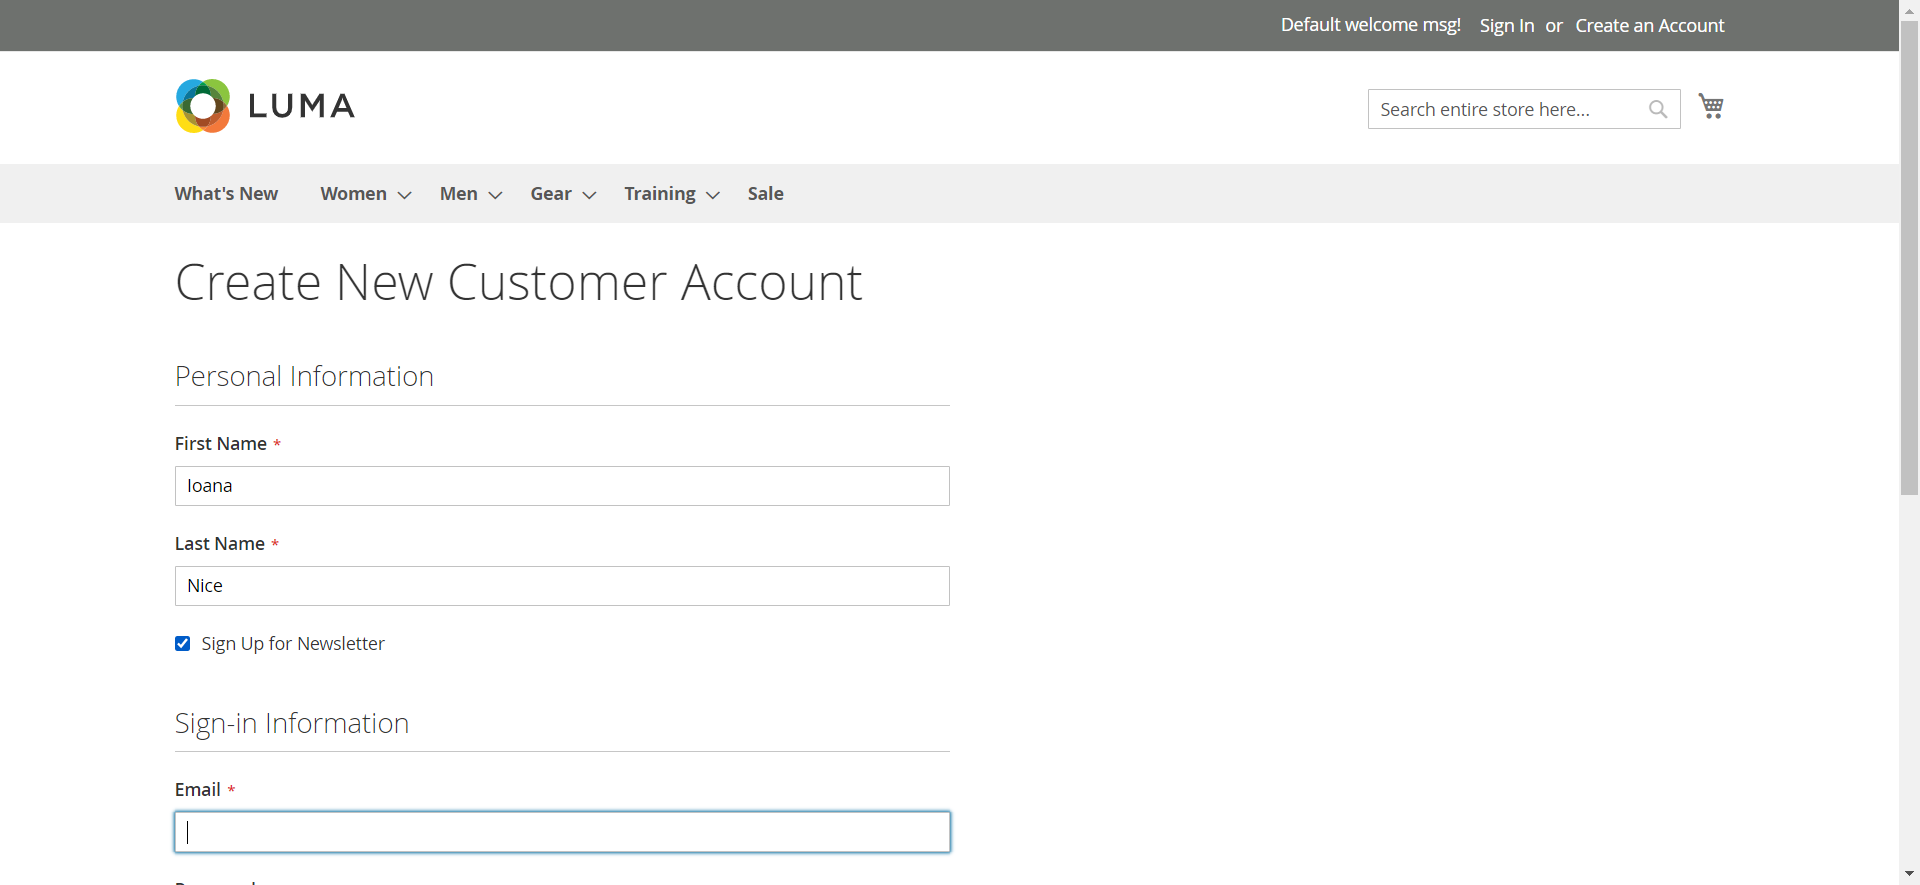 Default welcome msg! Sign In or Create an Account
LUMA
Search entire store here...
What's New Women Men Gear Training Sale
Create New Customer Account
Personal Information
First Name *
Ioana
Last Name *
Nice
Sign Up for Newsletter
Sign-in Information
Email *